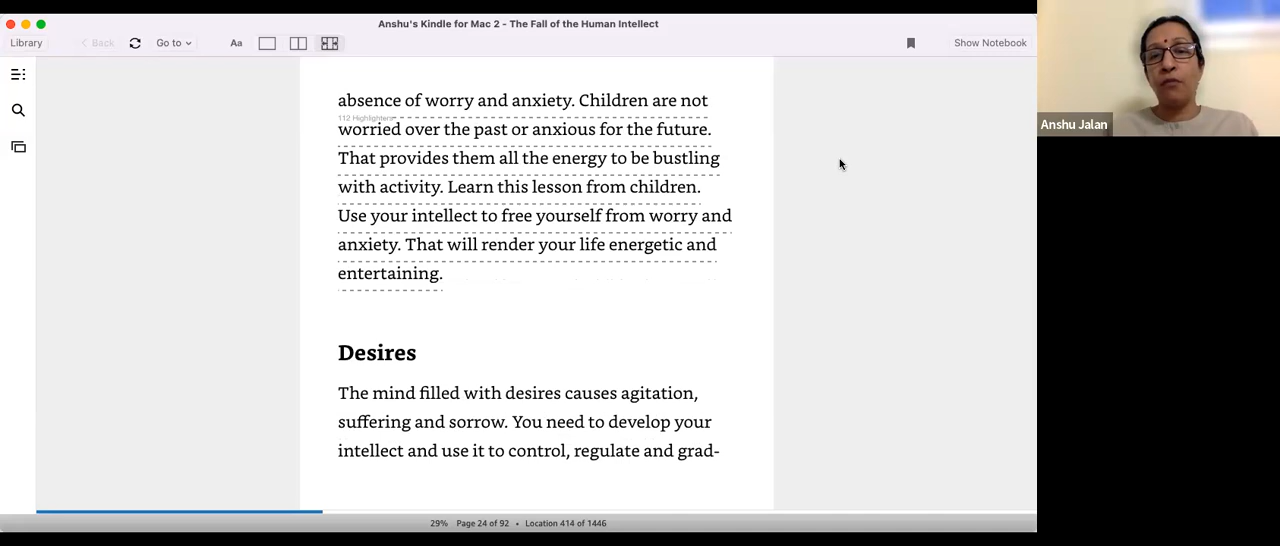 Anshu's Kindle for Mac 2 - The Fall of the Human Intellect
Library
Back
Go to
Aa
Show Notebook
absence of worry and anxiety. Children are not
112 Highlighters
worried over the past or anxious for the future.
That provides them all the energy to be bustling
with activity. Learn this lesson from children.
Use your intellect to free yourself from worry and
anxiety. That will render your life energetic and
entertaining.
Desires
The mind filled with desires causes agitation,
suffering and sorrow. You need to develop your
intellect and use it to control, regulate and grad-
29% Page 24 of 92 • Location 414 of 1446
Anshu Jalan